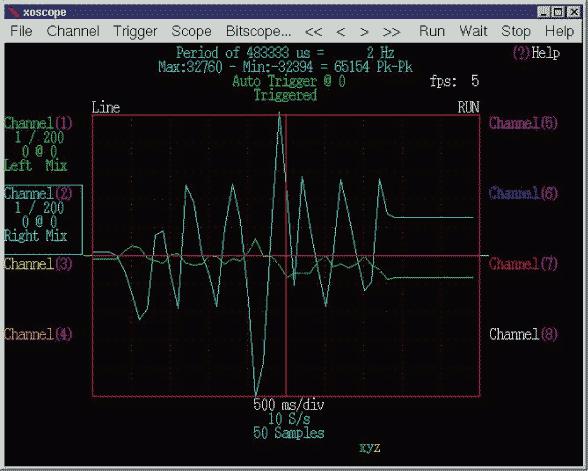 xoscope
File Channel Trigger Scope Bitscope... << < > >> Run Wait Stop Help
Period of 483333 us = 2 Hz
(?)Help
Max:32760 - Min:-32394 = 65154 Pk-Pk
Auto Trigger @ 0
fps: 5
Triggered
Line
RUN
Channel(1)
1 / 200
0 @ 0
Left Mix
Channel(2)
1 / 200
0 @ 0
Right Mix
Channel(3)
Channel(4)
Channel(5)
Channel(6)
Channel(7)
Channel(8)
500 ms/div
10 S/s
50 Samples
xyz